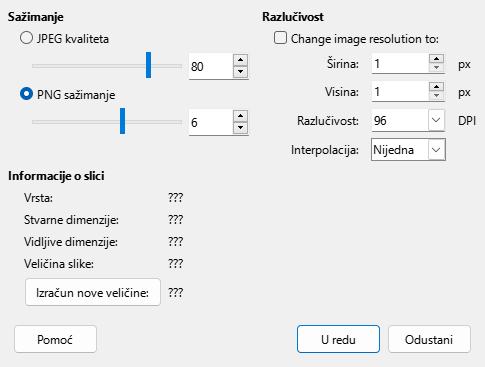 Sažimanje
JPEG kvaliteta
80
PNG sažimanje
6
Razlučivost
Change image resolution to:
Širina: 1 px
Visina: 1 px
Razlučivost: 96 DPI
Interpolacija: Nijedna
Informacije o slici
Vrsta: ???
Stvarne dimenzije: ???
Vidljive dimenzije: ???
Veličina slike: ???
Izračun nove veličine: ???
Pomoć
U redu
Odustani